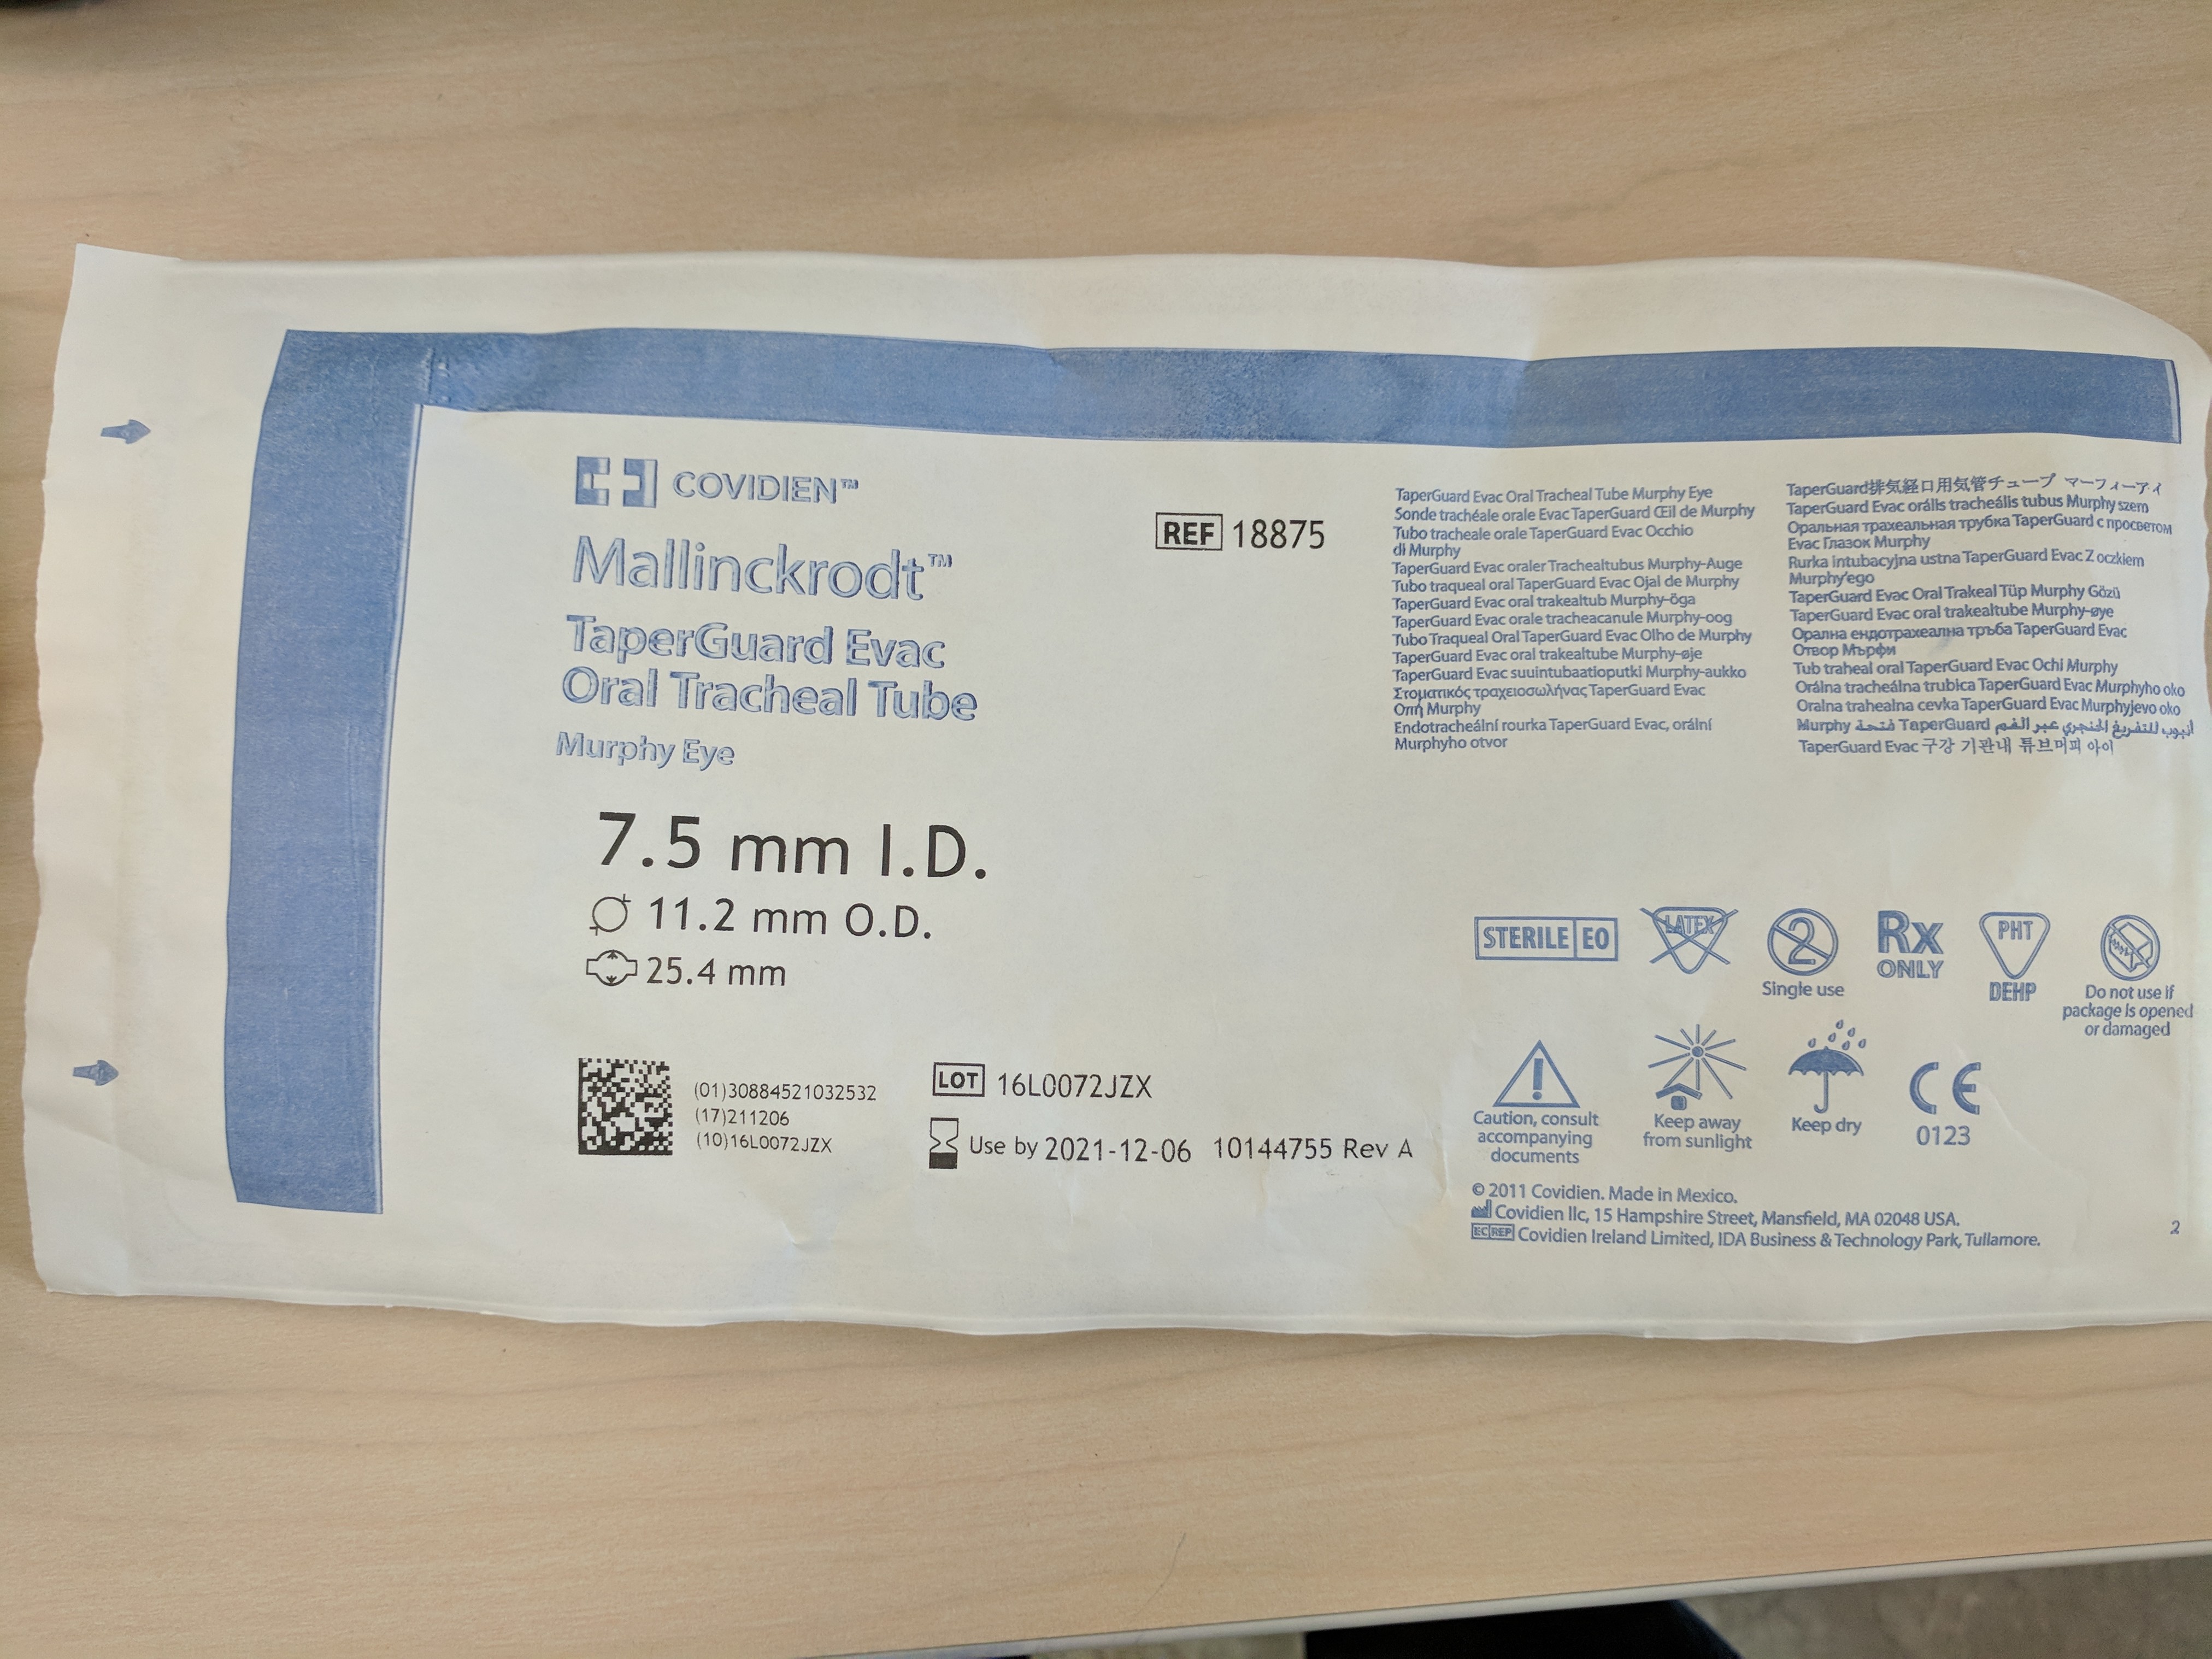 COVIDIEN™
Mallinckrodt™
TaperGuard Evac
Oral Tracheal Tube
Murphy Eye
REF 18875
7.5 mm I.D.
11.2 mm O.D.
25.4 mm
(01)30884521032532
(17)211206
(10)16L0072JZX
LOT 16L0072JZX
Use by 2021-12-06 10144755 Rev A
TaperGuard Evac Oral Tracheal Tube Murphy Eye
Sonde trachéale orale Evac TaperGuard Œil de Murphy
Tubo tracheale orale TaperGuard Evac Occhio
di Murphy
TaperGuard Evac oraler Trachealtubus Murphy-Auge
Tubo traqueal oral TaperGuard Evac Ojal de Murphy
TaperGuard Evac oral trakealtub Murphy-öga
TaperGuard Evac orale tracheacanule Murphy-oog
Tubo Traqueal Oral TaperGuard Evac Olho de Murphy
TaperGuard Evac oral trakealtube Murphy-øje
TaperGuard Evac suuintubaatioputki Murphy-aukko
Στοματικός τραχειοσωλήνας TaperGuard Evac
Οπή Murphy
Endotracheální rourka TaperGuard Evac, orální
Murphyho otvor
TaperGuard排気経口用気管チューブ マーフィーアイ
TaperGuard Evac orális tracheális tubus Murphy szem
Оральная трахеальная трубка TaperGuard с просветом
Evac Глазок Murphy
Rurka intubacyjna ustna TaperGuard Evac Z oczkiem
Murphy'ego
TaperGuard Evac Oral Trakeal Tüp Murphy Gözü
TaperGuard Evac oral trakealtube Murphy-øye
Орална ендотрахеална тръба TaperGuard Evac
Отвор Мърфи
Tub traheal oral TaperGuard Evac Ochi Murphy
Orálna tracheálna trubica TaperGuard Evac Murphyho oko
Oralna trahealna cevka TaperGuard Evac Murphyjevo oko
أنبوب للتفريغ الحنجري عبر الفم TaperGuard فتحة Murphy
TaperGuard Evac 구강 기관내 튜브머피 아이
STERILE EO
LATEX
2
Single use
Rx
ONLY
PHT
DEHP
Do not use if
package is opened
or damaged
Caution, consult
accompanying
documents
Keep away
from sunlight
Keep dry
CE
0123
© 2011 Covidien. Made in Mexico.
Covidien llc, 15 Hampshire Street, Mansfield, MA 02048 USA.
EC REP Covidien Ireland Limited, IDA Business & Technology Park, Tullamore.
2